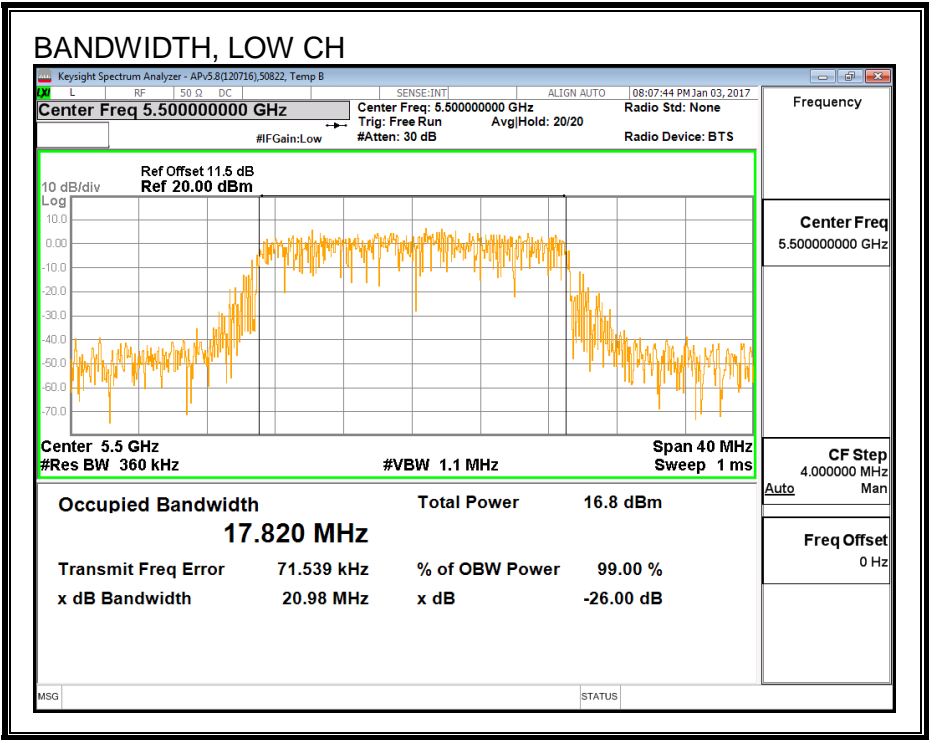 BANDWIDTH, LOW CH
Keysight Spectrum Analyzer - APv5.8(120716),50822, Temp B
LXI L RF 50 Ω DC SENSE:INT ALIGN AUTO 08:07:44 PM Jan 03, 2017
Center Freq 5.500000000 GHz
Center Freq: 5.500000000 GHz
Radio Std: None
Trig: Free Run Avg|Hold: 20/20
#IFGain:Low #Atten: 30 dB Radio Device: BTS
Ref Offset 11.5 dB
10 dB/div Ref 20.00 dBm
Log
10.0
0.00
-10.0
-20.0
-30.0
-40.0
-50.0
-60.0
-70.0
Center 5.5 GHz Span 40 MHz
#Res BW 360 kHz #VBW 1.1 MHz Sweep 1 ms
Occupied Bandwidth Total Power 16.8 dBm
17.820 MHz
Transmit Freq Error 71.539 kHz % of OBW Power 99.00 %
x dB Bandwidth 20.98 MHz x dB -26.00 dB
MSG STATUS
Frequency
Center Freq
5.500000000 GHz
CF Step
4.000000 MHz
Auto Man
Freq Offset
0 Hz